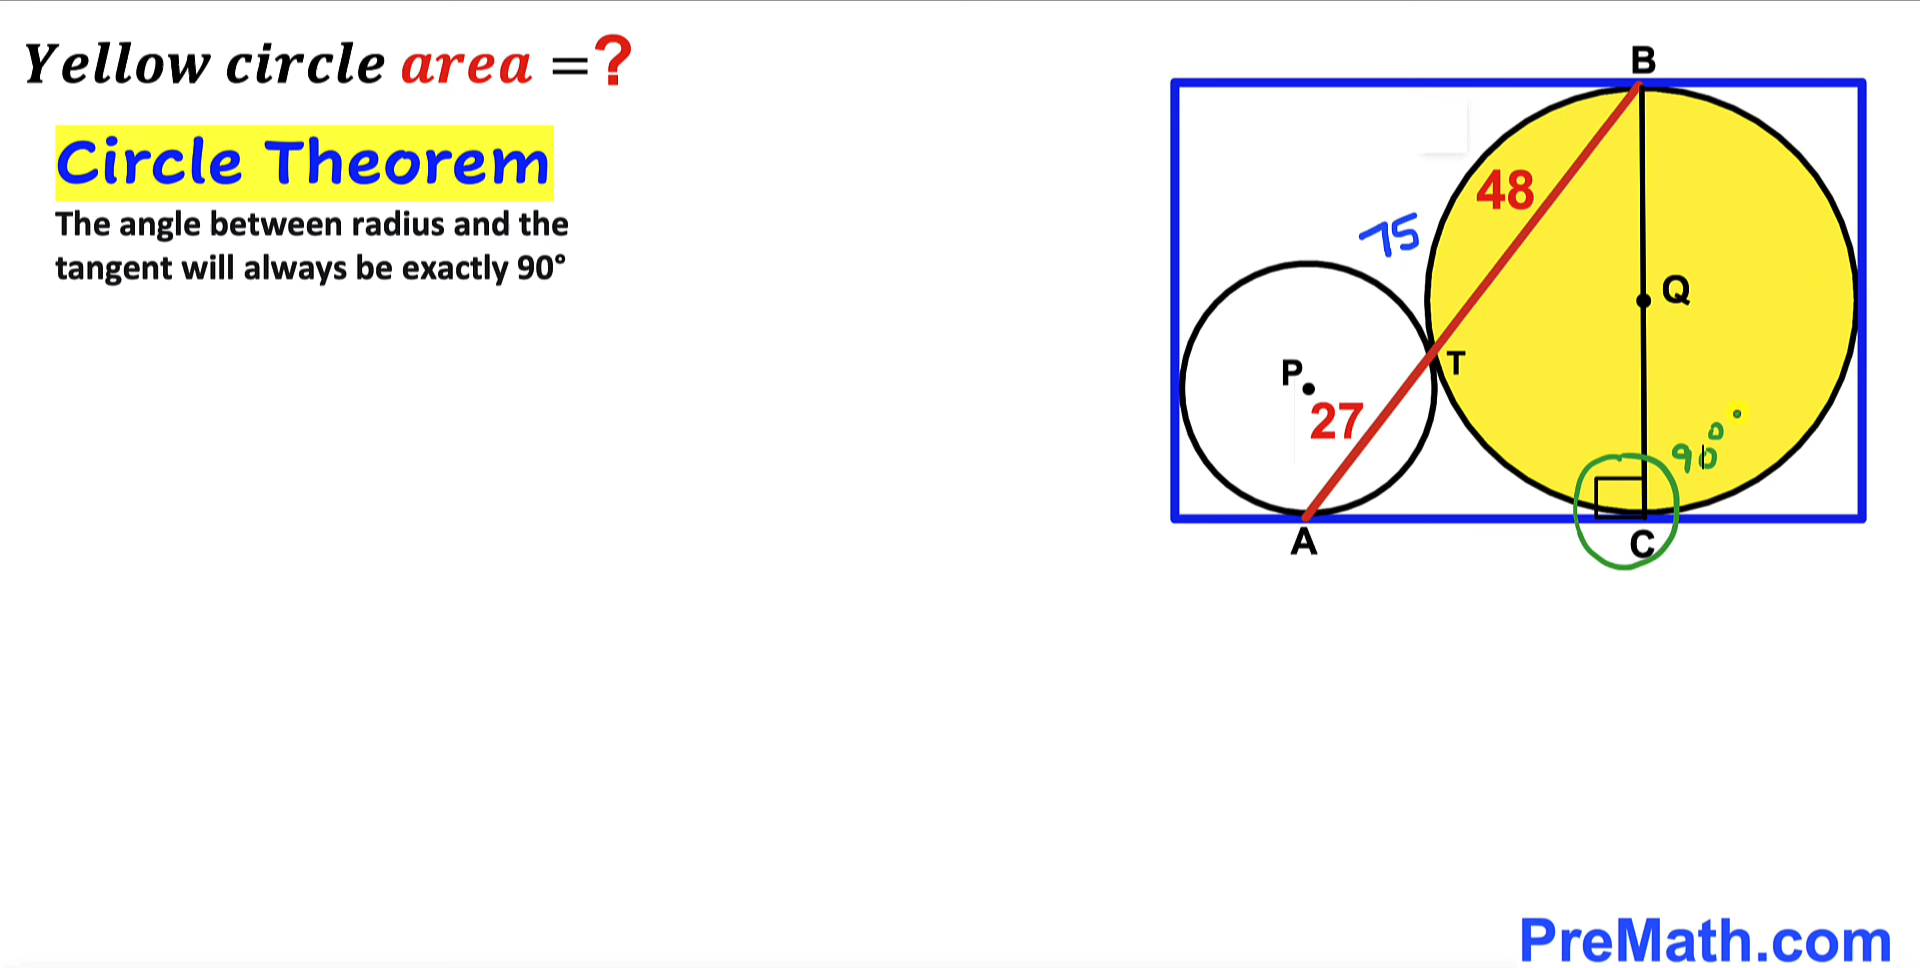 Yellow circle area =?
Circle Theorem
The angle between radius and the
tangent will always be exactly 90°
B
48
75
Q
P
T
27
90°
A
C
PreMath.com